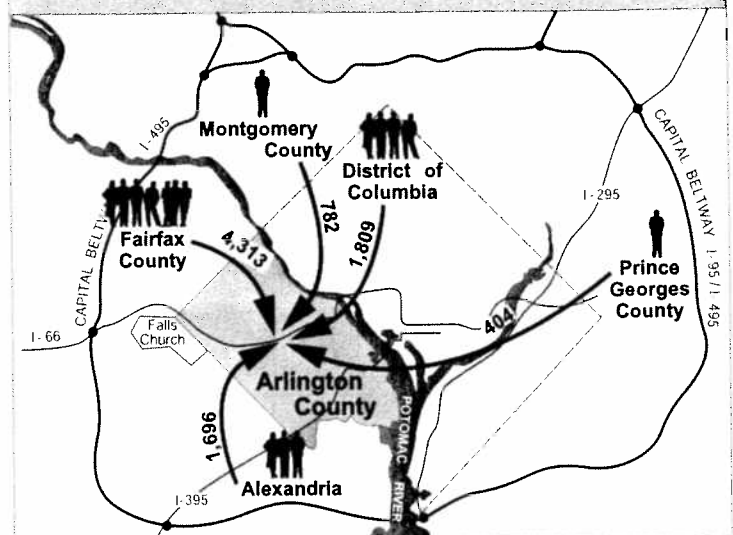 I-495
Montgomery
County
District of
Columbia
CAPITAL BELTWAY I-95 / I-495
I-295
782
1,809
4,313
Fairfax
County
CAPITAL BELTW
Prince
Georges
County
404
I-66
Falls
Church
Arlington
County
1,696
POTOMAC RIVER
Alexandria
I-395